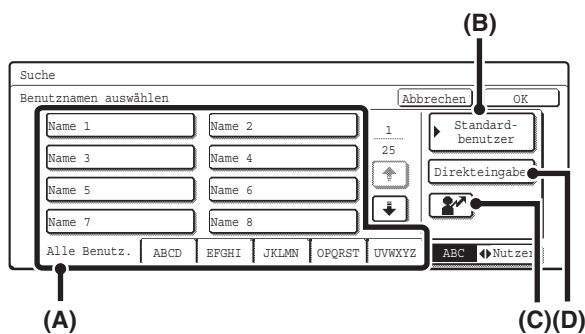 (B)
Suche
Benutznamen auswählen
Abbrechen
OK
Name 1
Name 2
1
Standard-
benutzer
Name 3
Name 4
25
Direkteingabe
Name 5
Name 6
Name 7
Name 8
Alle Benutz.
ABCD
EFGHI
JKLMN
OPQRST
UVWXYZ
ABC
Nutzer
(A)
(C)(D)